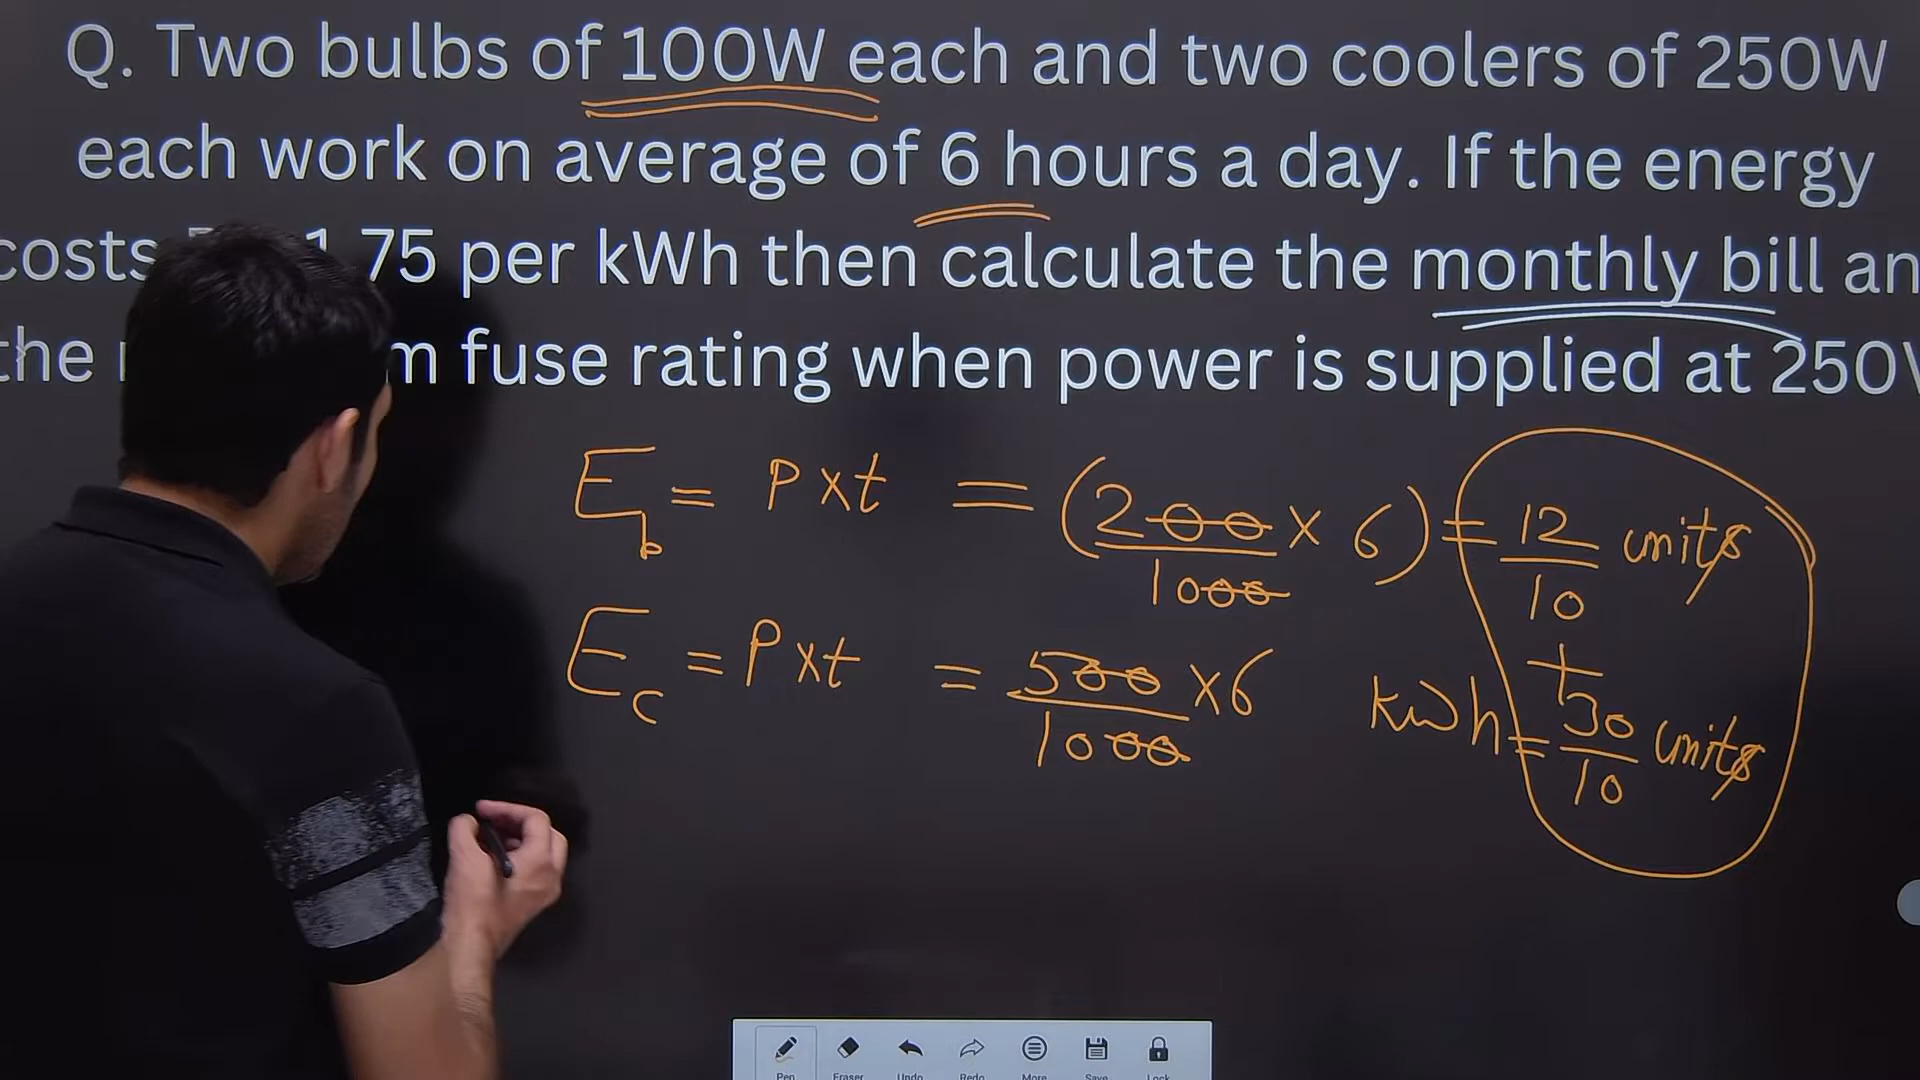 Q. Two bulbs of 100W each and two coolers of 250W
each work on average of 6 hours a day. If the energy
costs 1.75 per kWh then calculate the monthly bill an
the fuse rating when power is supplied at 250V
E_b = P x t = (200/1000 x 6) = 12/10 units
+
E_c = P x t = 500/1000 x 6 kWh = 30/10 units
Pen Eraser Undo Redo More Save Lock